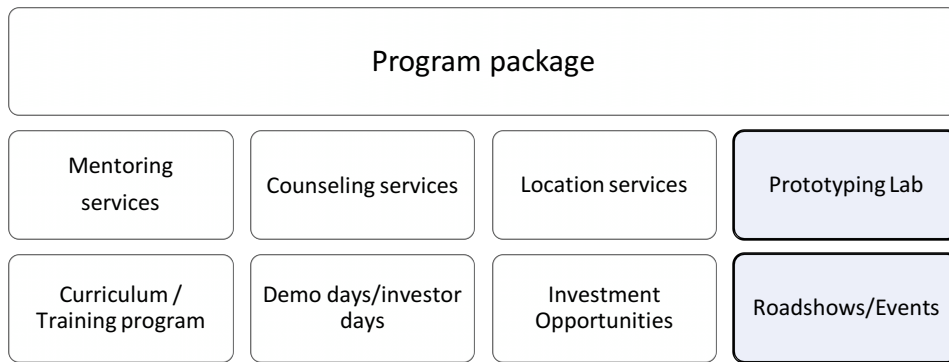 Program package
Mentoring
services
Counseling services
Location services
Prototyping Lab
Curriculum /
Training program
Demo days/investor
days
Investment
Opportunities
Roadshows/Events